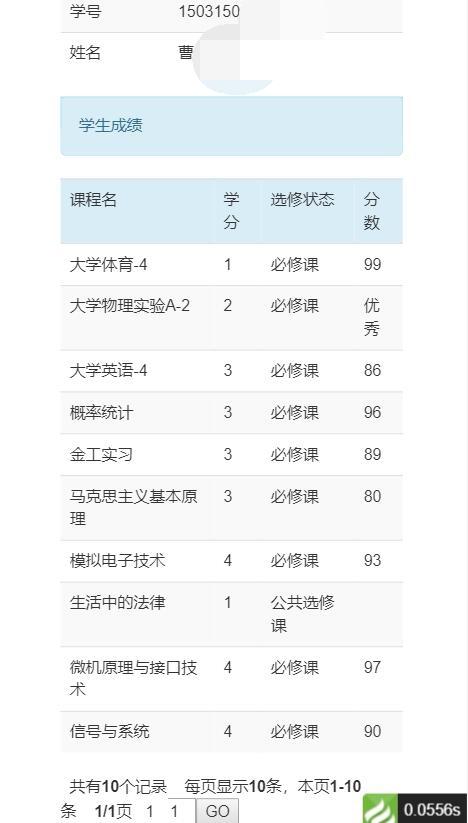 学号 1503150
姓名 曹
学生成绩
课程名 学分 选修状态 分数
大学体育-4 1 必修课 99
大学物理实验A-2 2 必修课 优秀
大学英语-4 3 必修课 86
概率统计 3 必修课 96
金工实习 3 必修课 89
马克思主义基本原理 3 必修课 80
模拟电子技术 4 必修课 93
生活中的法律 1 公共选修课
微机原理与接口技术 4 必修课 97
信号与系统 4 必修课 90
共有10个记录 每页显示10条，本页1-10
条 1/1页 1 1 GO
0.0556s